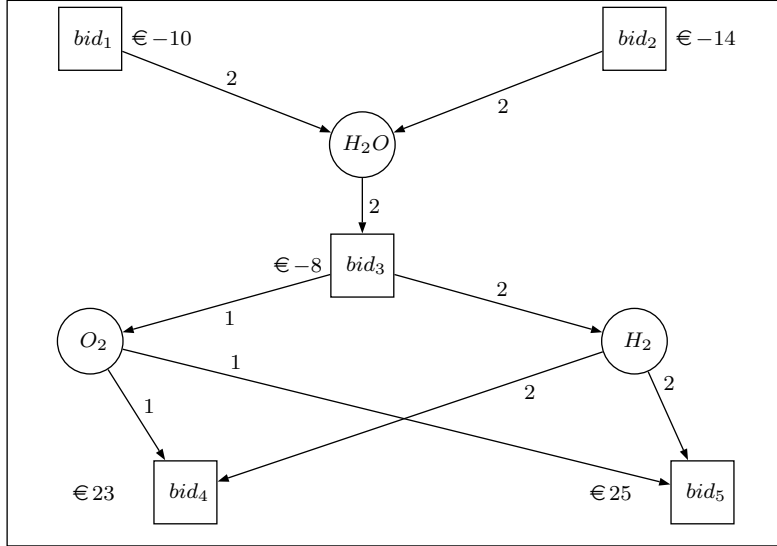 bid₁ € −10
bid₂ € −14
2
2
H₂O
2
€ −8 bid₃
1
2
O₂
H₂
1
2
2
1
€ 23 bid₄
€ 25 bid₅